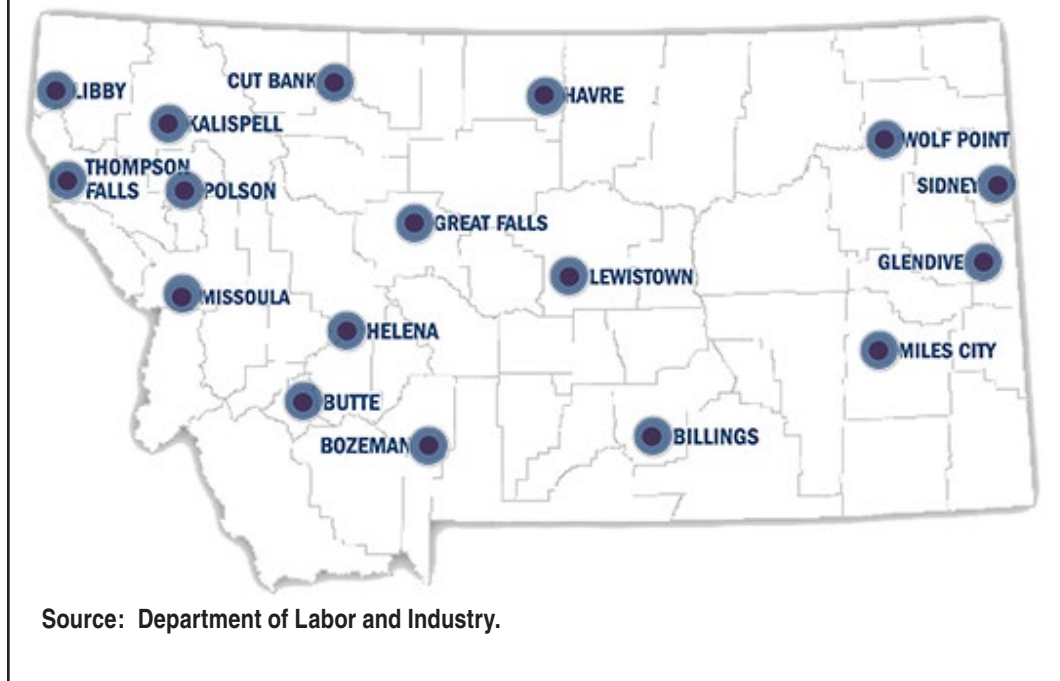 CUT BANK
LIBBY
HAVRE
KALISPELL
WOLF POINT
THOMPSON
FALLS
POLSON
SIDNEY
GREAT FALLS
GLENDIVE
LEWISTOWN
MISSOULA
HELENA
MILES CITY
BUTTE
BOZEMAN
BILLINGS
Source: Department of Labor and Industry.